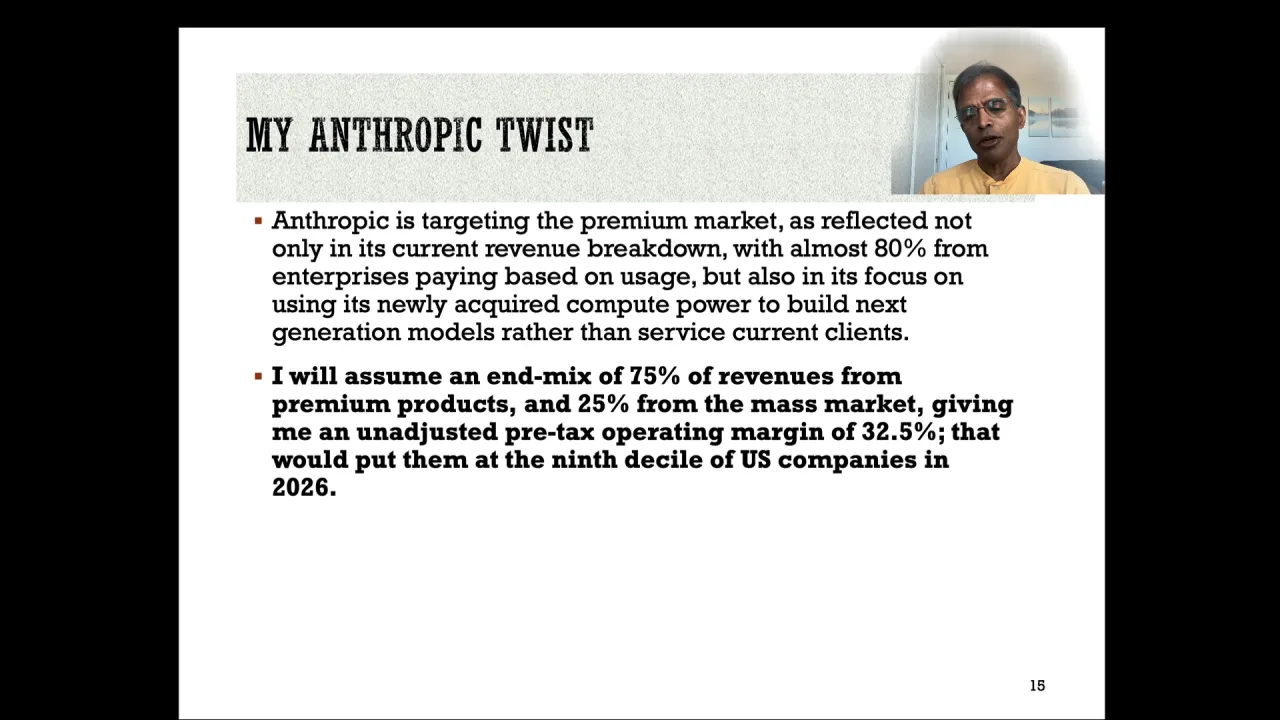 MY ANTHROPIC TWIST
▪ Anthropic is targeting the premium market, as reflected not
only in its current revenue breakdown, with almost 80% from
enterprises paying based on usage, but also in its focus on
using its newly acquired compute power to build next
generation models rather than service current clients.
▪ I will assume an end-mix of 75% of revenues from
premium products, and 25% from the mass market, giving
me an unadjusted pre-tax operating margin of 32.5%; that
would put them at the ninth decile of US companies in
2026.
15